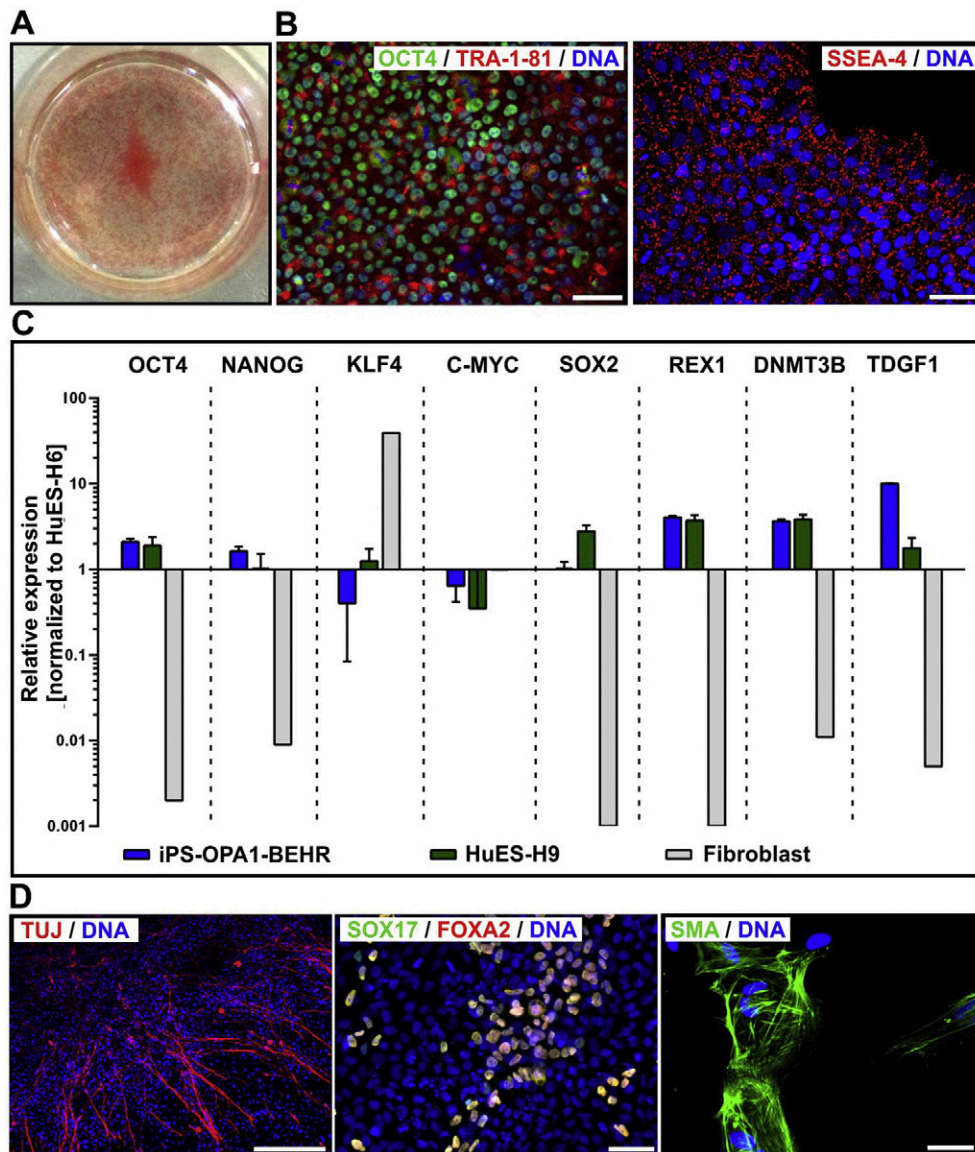 A
B
OCT4 / TRA-1-81 / DNA
SSEA-4 / DNA
C
OCT4 NANOG KLF4 C-MYC SOX2 REX1 DNMT3B TDGF1
Relative expression
[normalized to HuES-H6]
100
10
1
0.1
0.01
0.001
iPS-OPA1-BEHR HuES-H9 Fibroblast
D
TUJ / DNA
SOX17 / FOXA2 / DNA
SMA / DNA